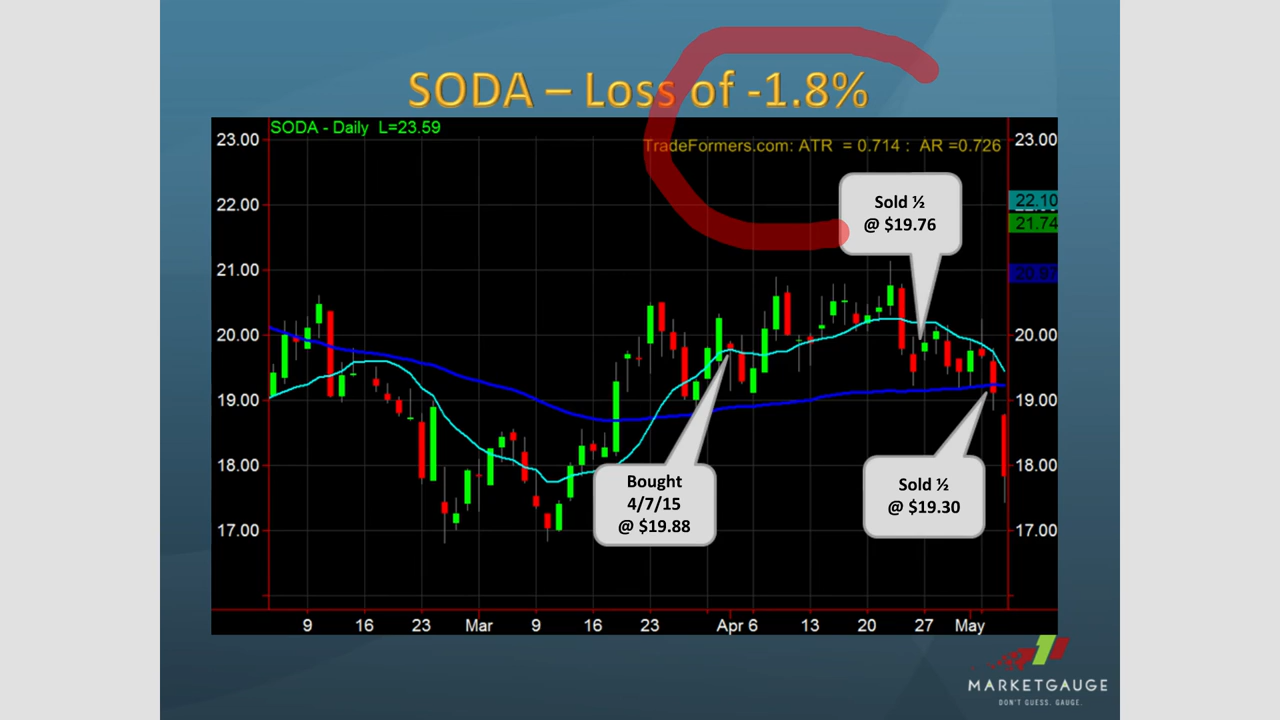 SODA – Loss of -1.8%
SODA - Daily L=23.59
TradeFormers.com: ATR = 0.714 : AR =0.726
23.00 23.00
Sold ½
@ $19.76
22.00
22.10
21.74
21.00 21.00
20.97
20.00 20.00
19.00 19.00
18.00 18.00
Bought
4/7/15
@ $19.88
Sold ½
@ $19.30
17.00 17.00
9 16 23 Mar 9 16 23 Apr 6 13 20 27 May
MARKETGAUGE
DON'T GUESS. GAUGE.